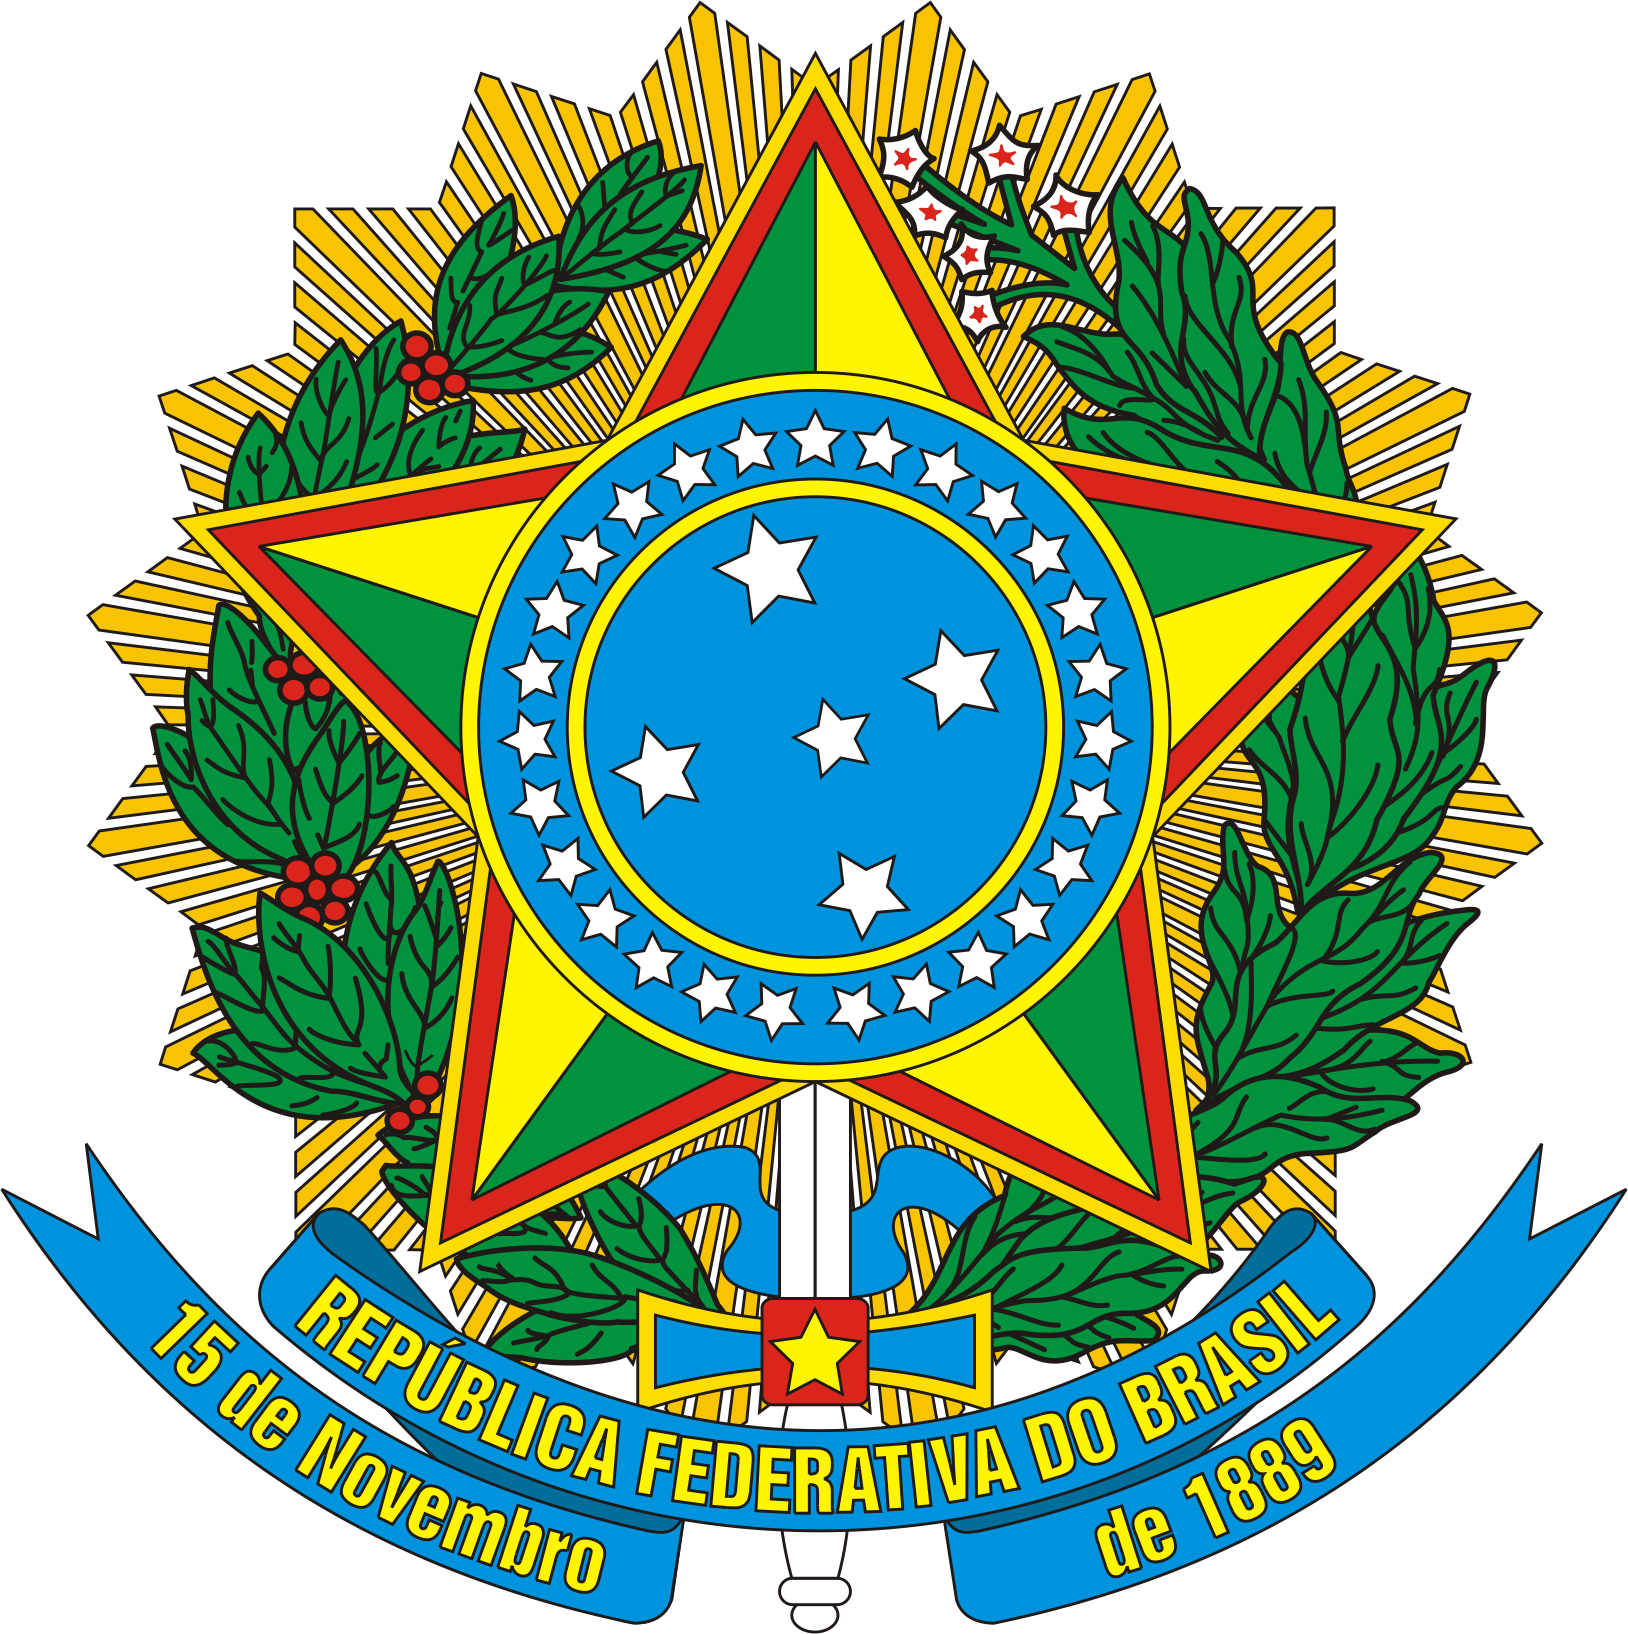 REPÚBLICA FEDERATIVA DO BRASIL
15 de Novembro
de 1889